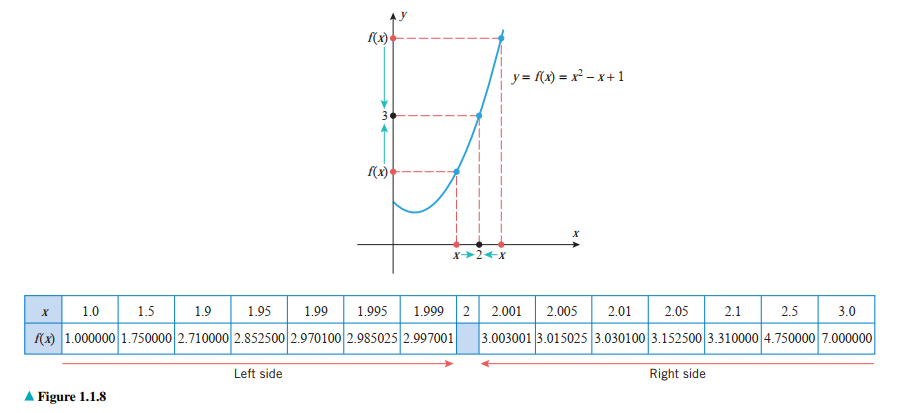 y
f(x)
y = f(x) = x² – x + 1
3
f(x)
x
x 2 x
x 1.0 1.5 1.9 1.95 1.99 1.995 1.999 2 2.001 2.005 2.01 2.05 2.1 2.5 3.0
f(x) 1.000000 1.750000 2.710000 2.852500 2.970100 2.985025 2.997001 3.003001 3.015025 3.030100 3.152500 3.310000 4.750000 7.000000
Left side Right side
▲ Figure 1.1.8